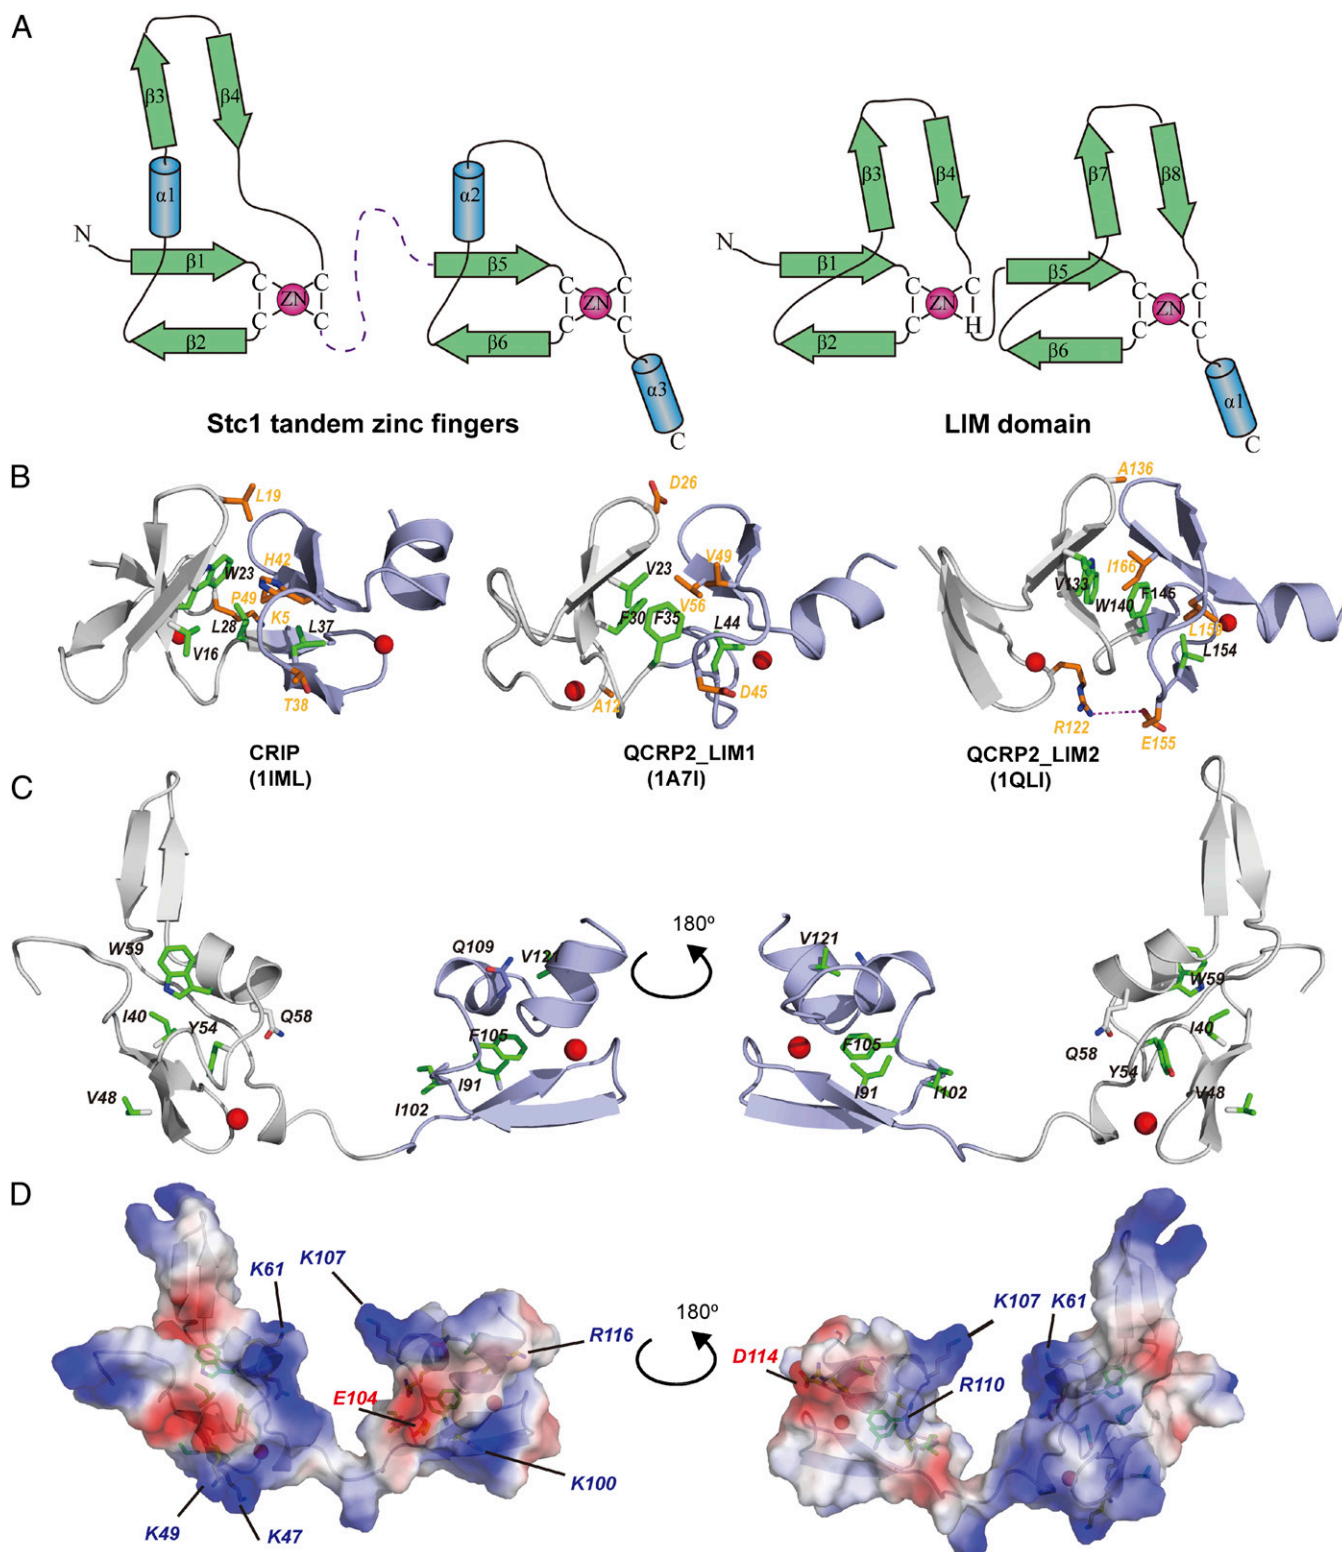 A
β3
β4
α1
α2
N
β1
C
C
ZN
C
C
β2
β5
C
C
ZN
C
C
β6
α3
C
Stc1 tandem zinc fingers
β3
β4
β7
β8
N
β1
C
C
ZN
C
H
β2
β5
C
C
ZN
C
C
β6
α1
C
LIM domain
B
L19
W23
H42
P49
K5
L28
L37
V16
T38
CRIP
(1IML)
D26
V23
V49
V56
F30
F35
L44
A12
D45
QCRP2_LIM1
(1A7I)
A136
V133
I166
W140
F145
L154
R122
E155
QCRP2_LIM2
(1QLI)
C
W59
I40
Y54
Q58
V48
Q109
V121
F105
I91
I102
180º
V121
F105
I91
I102
W59
I40
Q58
Y54
V48
D
K61
K107
R116
E104
K100
K49
K47
180º
K107
K61
D114
R110